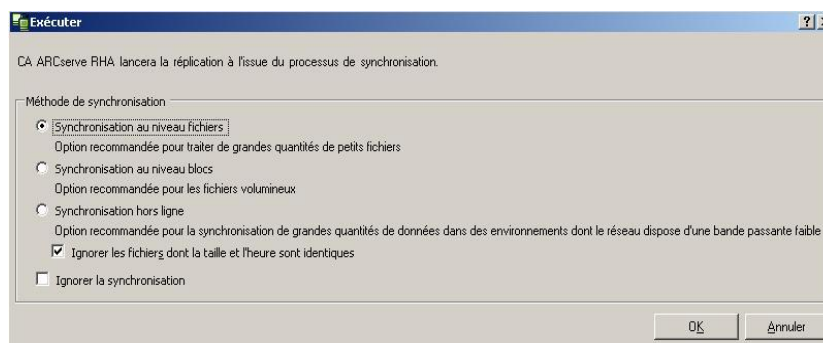 Exécuter
CA ARCserve RHA lancera la réplication à l'issue du processus de synchronisation.
Méthode de synchronisation
Synchronisation au niveau fichiers
Option recommandée pour traiter de grandes quantités de petits fichiers
Synchronisation au niveau blocs
Option recommandée pour les fichiers volumineux
Synchronisation hors ligne
Option recommandée pour la synchronisation de grandes quantités de données dans des environnements dont le réseau dispose d'une bande passante faible
Ignorer les fichiers dont la taille et l'heure sont identiques
Ignorer la synchronisation
OK Annuler